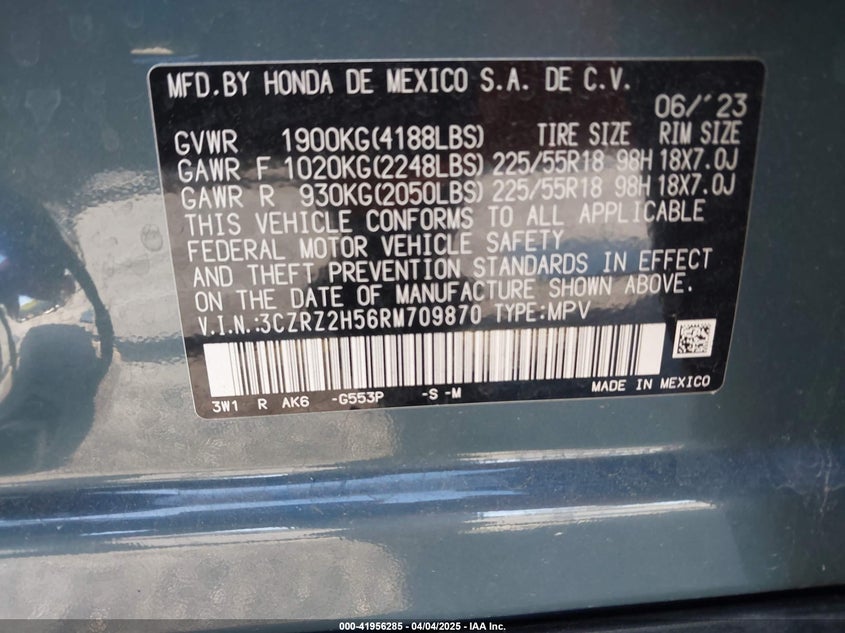 MFD.BY HONDA DE MEXICO S.A. DE C.V.
06/'23
GVWR 1900KG(4188LBS) TIRE SIZE RIM SIZE
GAWR F 1020KG(2248LBS) 225/55R18 98H 18X7.0J
GAWR R 930KG(2050LBS) 225/55R18 98H 18X7.0J
THIS VEHICLE CONFORMS TO ALL APPLICABLE
FEDERAL MOTOR VEHICLE SAFETY
AND THEFT PREVENTION STANDARDS IN EFFECT
ON THE DATE OF MANUFACTURE SHOWN ABOVE.
V.I.N.:3CZRZ2H56RM709870 TYPE:MPV
3W1 R AK6 -G553P -S -M MADE IN MEXICO
000-41956285 - 04/04/2025 - IAA Inc.